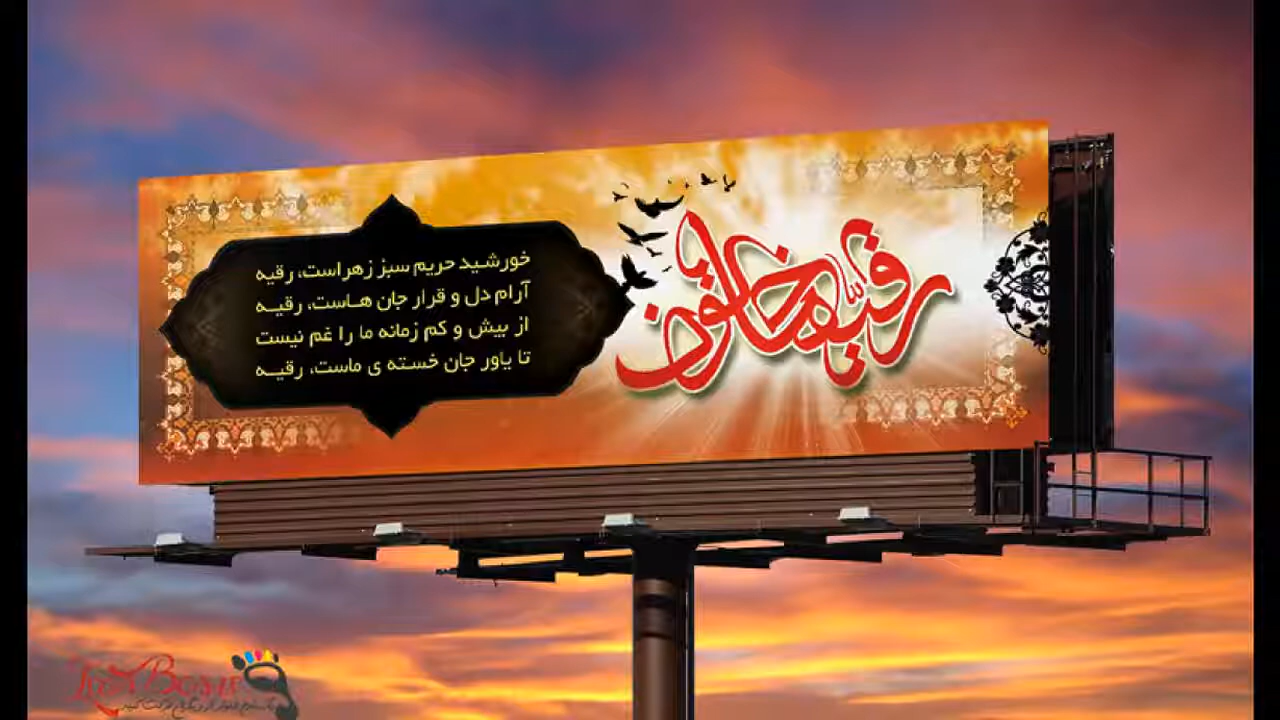 رقیه خاتون
خورشید حریم سبز زهراست، رقیه
آرام دل و قرار جان هاست، رقیه
از بیش و کم زمانه ما را غم نیست
تا یاور جان خسته ی ماست، رقیه